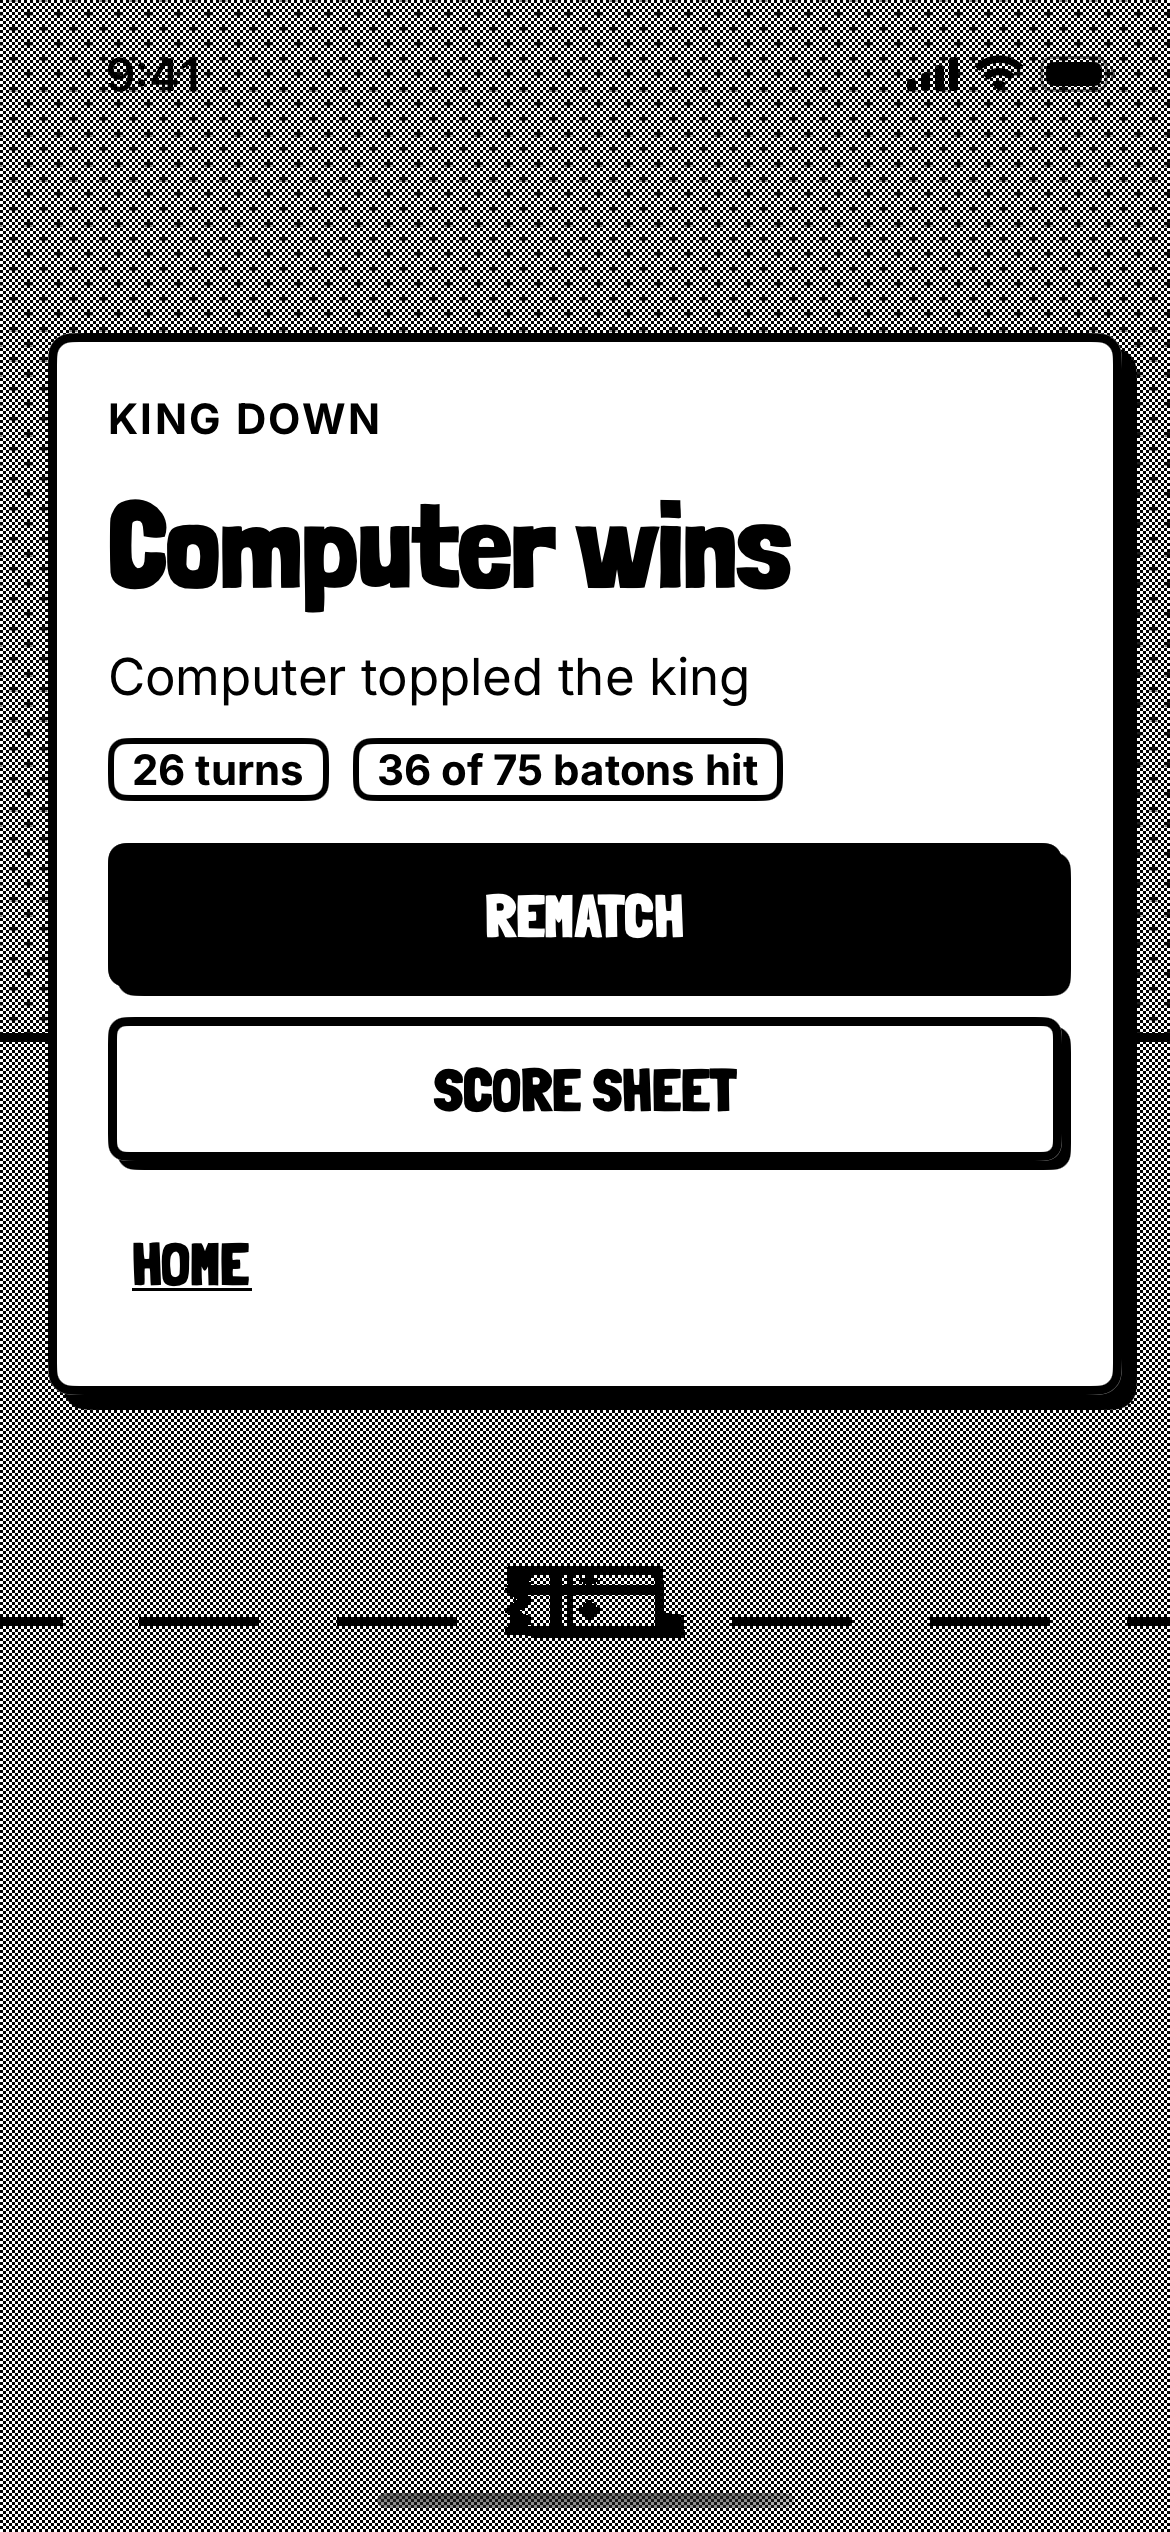 9:41
KING DOWN
Computer wins
Computer toppled the king
26 turns 36 of 75 batons hit
REMATCH
SCORE SHEET
HOME